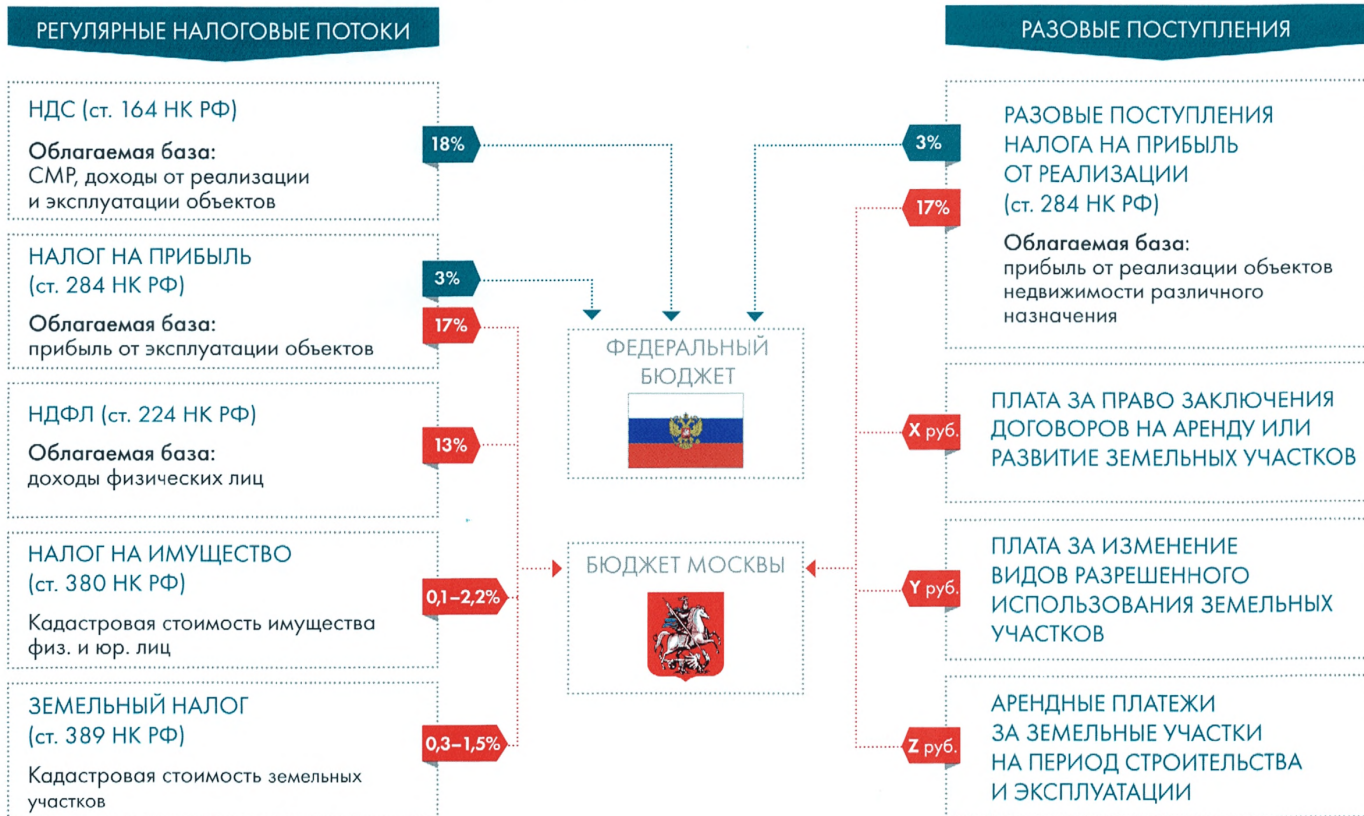 РЕГУЛЯРНЫЕ НАЛОГОВЫЕ ПОТОКИ
НДС (ст. 164 НК РФ)
Облагаемая база:
СМР, доходы от реализации
и эксплуатации объектов
18%
НАЛОГ НА ПРИБЫЛЬ
(ст. 284 НК РФ)
Облагаемая база:
прибыль от эксплуатации объектов
3%
17%
НДФЛ (ст. 224 НК РФ)
Облагаемая база:
доходы физических лиц
13%
НАЛОГ НА ИМУЩЕСТВО
(ст. 380 НК РФ)
Кадастровая стоимость имущества
физ. и юр. лиц
0,1–2,2%
ЗЕМЕЛЬНЫЙ НАЛОГ
(ст. 389 НК РФ)
Кадастровая стоимость земельных
участков
0,3–1,5%
ФЕДЕРАЛЬНЫЙ
БЮДЖЕТ
БЮДЖЕТ МОСКВЫ
РАЗОВЫЕ ПОСТУПЛЕНИЯ
3%
17%
РАЗОВЫЕ ПОСТУПЛЕНИЯ
НАЛОГА НА ПРИБЫЛЬ
ОТ РЕАЛИЗАЦИИ
(ст. 284 НК РФ)
Облагаемая база:
прибыль от реализации объектов
недвижимости различного
назначения
X руб.
ПЛАТА ЗА ПРАВО ЗАКЛЮЧЕНИЯ
ДОГОВОРОВ НА АРЕНДУ ИЛИ
РАЗВИТИЕ ЗЕМЕЛЬНЫХ УЧАСТКОВ
Y руб.
ПЛАТА ЗА ИЗМЕНЕНИЕ
ВИДОВ РАЗРЕШЕННОГО
ИСПОЛЬЗОВАНИЯ ЗЕМЕЛЬНЫХ
УЧАСТКОВ
Z руб.
АРЕНДНЫЕ ПЛАТЕЖИ
ЗА ЗЕМЕЛЬНЫЕ УЧАСТКИ
НА ПЕРИОД СТРОИТЕЛЬСТВА
И ЭКСПЛУАТАЦИИ